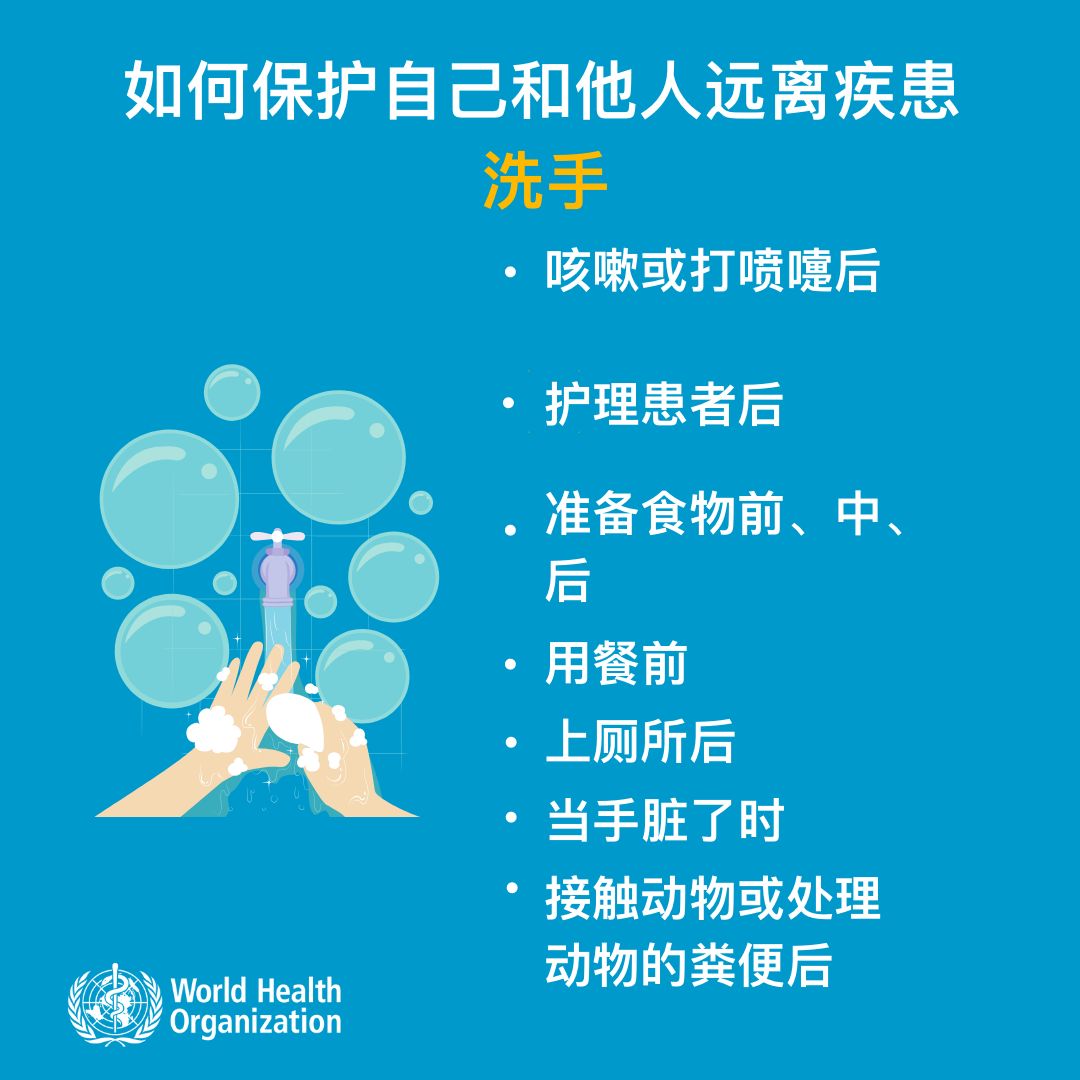 如何保护自己和他人远离疾患
洗手
• 咳嗽或打喷嚏后
• 护理患者后
• 准备食物前、中、
后
• 用餐前
• 上厕所后
• 当手脏了时
• 接触动物或处理
动物的粪便后
World Health
Organization